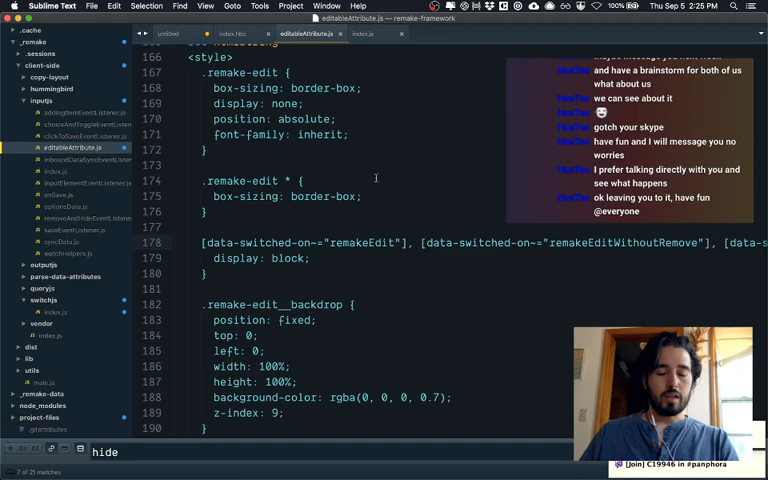 Sublime Text File Edit Selection Find View Goto Tools Project Window Help 100% Thu Sep 5 2:25 PM
editableAttribute.js — remake-framework
untitled index.hbs editableAttribute.js index.js
.cache
_remake
.sessions
client-side
copy-layout
hummingbird
inputjs
addingItemEventListener.js
choiceAndToggleEventListene
clickToSaveEventListener.js
editableAttribute.js
inboundDataSyncEventListen
index.js
inputElementEventListener.js
onSave.js
optionsData.js
removeAndHideEventListener
saveEventListener.js
syncData.js
watchHelpers.js
outputjs
parse-data-attributes
queryjs
switchjs
index.js
vendor
index.js
dist
lib
utils
main.js
_remake-data
node_modules
project-files
.gitattributes
166 <style>
167 .remake-edit {
168 box-sizing: border-box;
169 display: none;
170 position: absolute;
171 font-family: inherit;
172 }
173
174 .remake-edit * {
175 box-sizing: border-box;
176 }
177
178 [data-switched-on~="remakeEdit"], [data-switched-on~="remakeEditWithoutRemove"], [data-s
179 display: block;
180 }
181
182 .remake-edit__backdrop {
183 position: fixed;
184 top: 0;
185 left: 0;
186 width: 100%;
187 height: 100%;
188 background-color: rgba(0, 0, 0, 0.7);
189 z-index: 9;
190 }
and have a brainstorm for both of us
what about us
we can see about it
gotch your skype
have fun and I will message you no
worries
I prefer talking directly with you and
see what happens
ok leaving you to it, have fun
@everyone
hide
7 of 21 matches
[Join] C19946 in #panphora